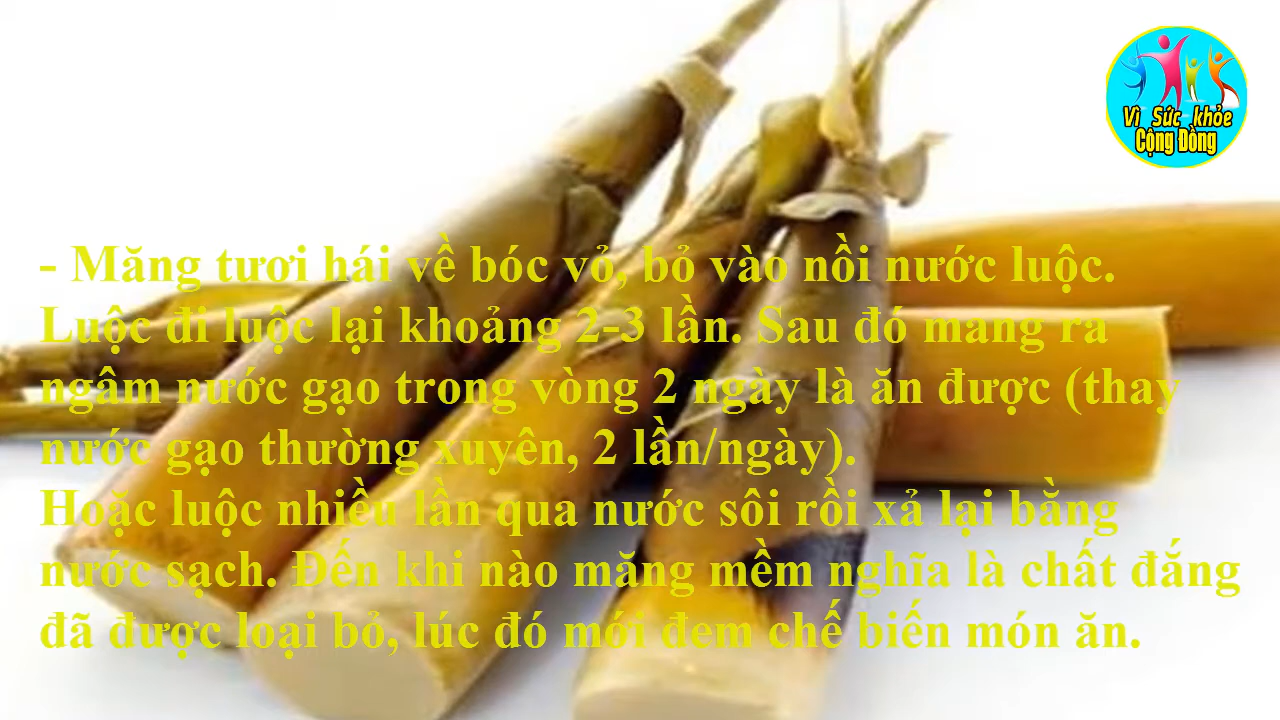 Vì Sức khỏe
Cộng Đồng
- Măng tươi hái về bóc vỏ, bỏ vào nồi nước luộc.
Luộc đi luộc lại khoảng 2-3 lần. Sau đó mang ra
ngâm nước gạo trong vòng 2 ngày là ăn được (thay
nước gạo thường xuyên, 2 lần/ngày).
Hoặc luộc nhiều lần qua nước sôi rồi xả lại bằng
nước sạch. Đến khi nào măng mềm nghĩa là chất đắng
đã được loại bỏ, lúc đó mới đem chế biến món ăn.